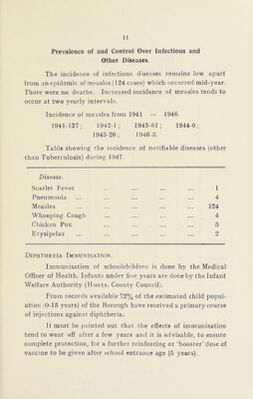 11
Prevalence of and Control Over Infectious and
Other Diseases.
The incidence of infectious diseases remains low apart
from an epidemic of measles (124 cases) which occurred mid-year.
There were no deaths. Increased incidence of measles tends to
occur at two yearly intervals.
Incidence of measles from 1941 — 1946.
1941-137; 1942-1; 1943-61; 1944-0;
1945-26; 1946-5.
Table showing the incidence of notifiable diseases (other
than Tuberculosis) during 1947.
Disease.
Scarlet Fever ... ... ... ... 1
Pneumonia ... ... ... ... ... 4
Measles ... ... ... ... 124
Whooping Cough ... ... ... ... 4
Chicken Pox ... ... ... ... 5
Erysipelas ... ... ... ... ... 2
Diphtheria Immunisation.
Immunisation of schoolchildren is done by the Medical
Officer of Health. Infants under five years are done by the Infant
Welfare Authority (Hunts. County Council).
From records available 72% of the estimated child popul-
ation (0-15 years) of the Borough have received a primary course
of injections against diphtheria.
It must be pointed out that the effects of immunisation
tend to wear off after a few years and it is advisable, to ensure
complete protection, for a further reinforcing or 'booster' dose of
vaccine to be given after school entrance age (5 years).